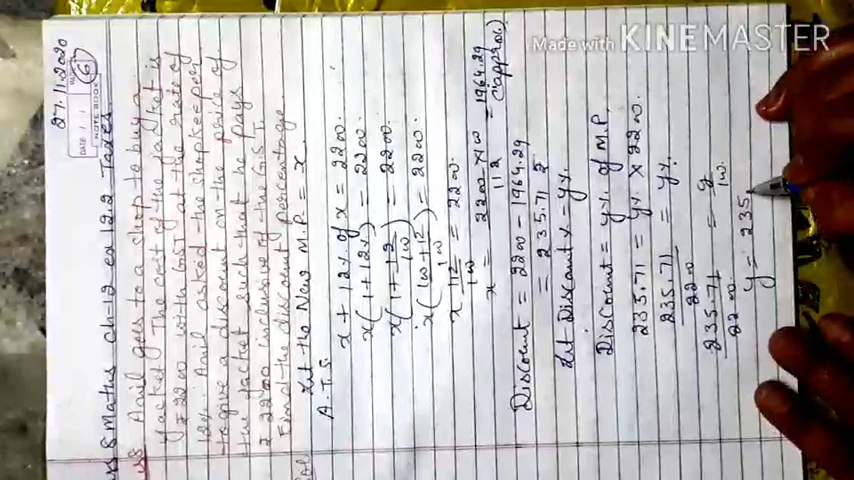 27.11.2020
DATE / /
6
NOTE BOOK
8 Maths ch-12 ex 12.2 Taxes
Anil goes to a shop to buy a
jacket. The cost of the jacket is
₹ 2200 with GST at the rate of
12%. Anil asked the shopkeeper
to give a discount on the price of
the jacket such that he pays
₹ 2200 inclusive of the G.S.T.
Find the discount percentage.
Sol Let the New M.P = x.
A.T.S.
x + 12% of x = 2200.
x (1 + 12%) = 2200
x (1 + 12/100) = 2200.
x (100 + 12/100) = 2200.
x 112/100 = 2200.
x = 2200 × 100/112 = 1964.29 (approx)
Discount = 2200 - 1964.29
= 235.71
Let Discount % = y%.
Discount = y% of M.P.
235.71 = y% × 2200.
235.71/2200 = y%.
235.71/2200 = y/100.
y = 235
Made with KINEMASTER